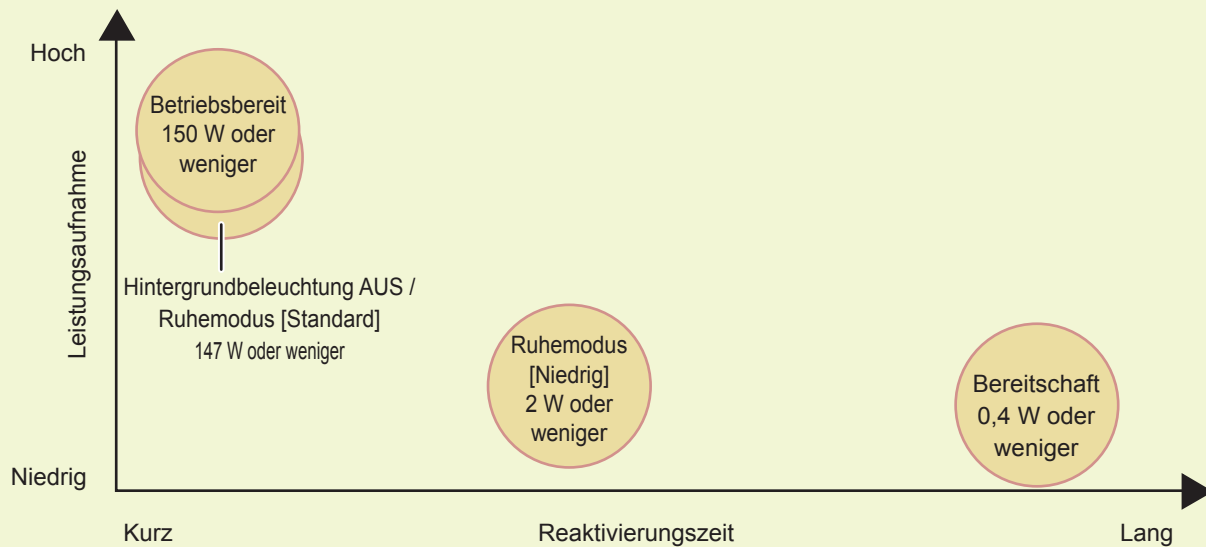 Hoch
Betriebsbereit
150 W oder
weniger
Leistungsaufnahme
Hintergrundbeleuchtung AUS /
Ruhemodus [Standard]
147 W oder weniger
Ruhemodus
[Niedrig]
2 W oder
weniger
Bereitschaft
0,4 W oder
weniger
Niedrig
Kurz
Reaktivierungszeit
Lang